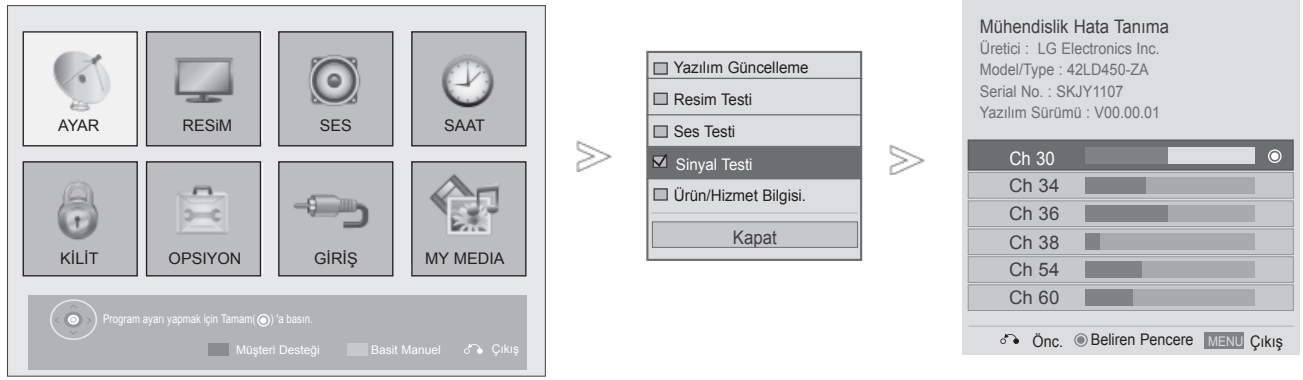 AYAR
RESiM
SES
SAAT
KİLİT
OPSIYON
GİRİŞ
MY MEDIA
Program ayarı yapmak için Tamam(◉) 'a basın.
Müşteri Desteği
Basit Manuel
Çıkış
Yazılım Güncelleme
Resim Testi
Ses Testi
Sinyal Testi
Ürün/Hizmet Bilgisi.
Kapat
Mühendislik Hata Tanıma
Üretici : LG Electronics Inc.
Model/Type : 42LD450-ZA
Serial No. : SKJY1107
Yazılım Sürümü : V00.00.01
Ch 30
Ch 34
Ch 36
Ch 38
Ch 54
Ch 60
Önc. ◉ Beliren Pencere MENU Çıkış